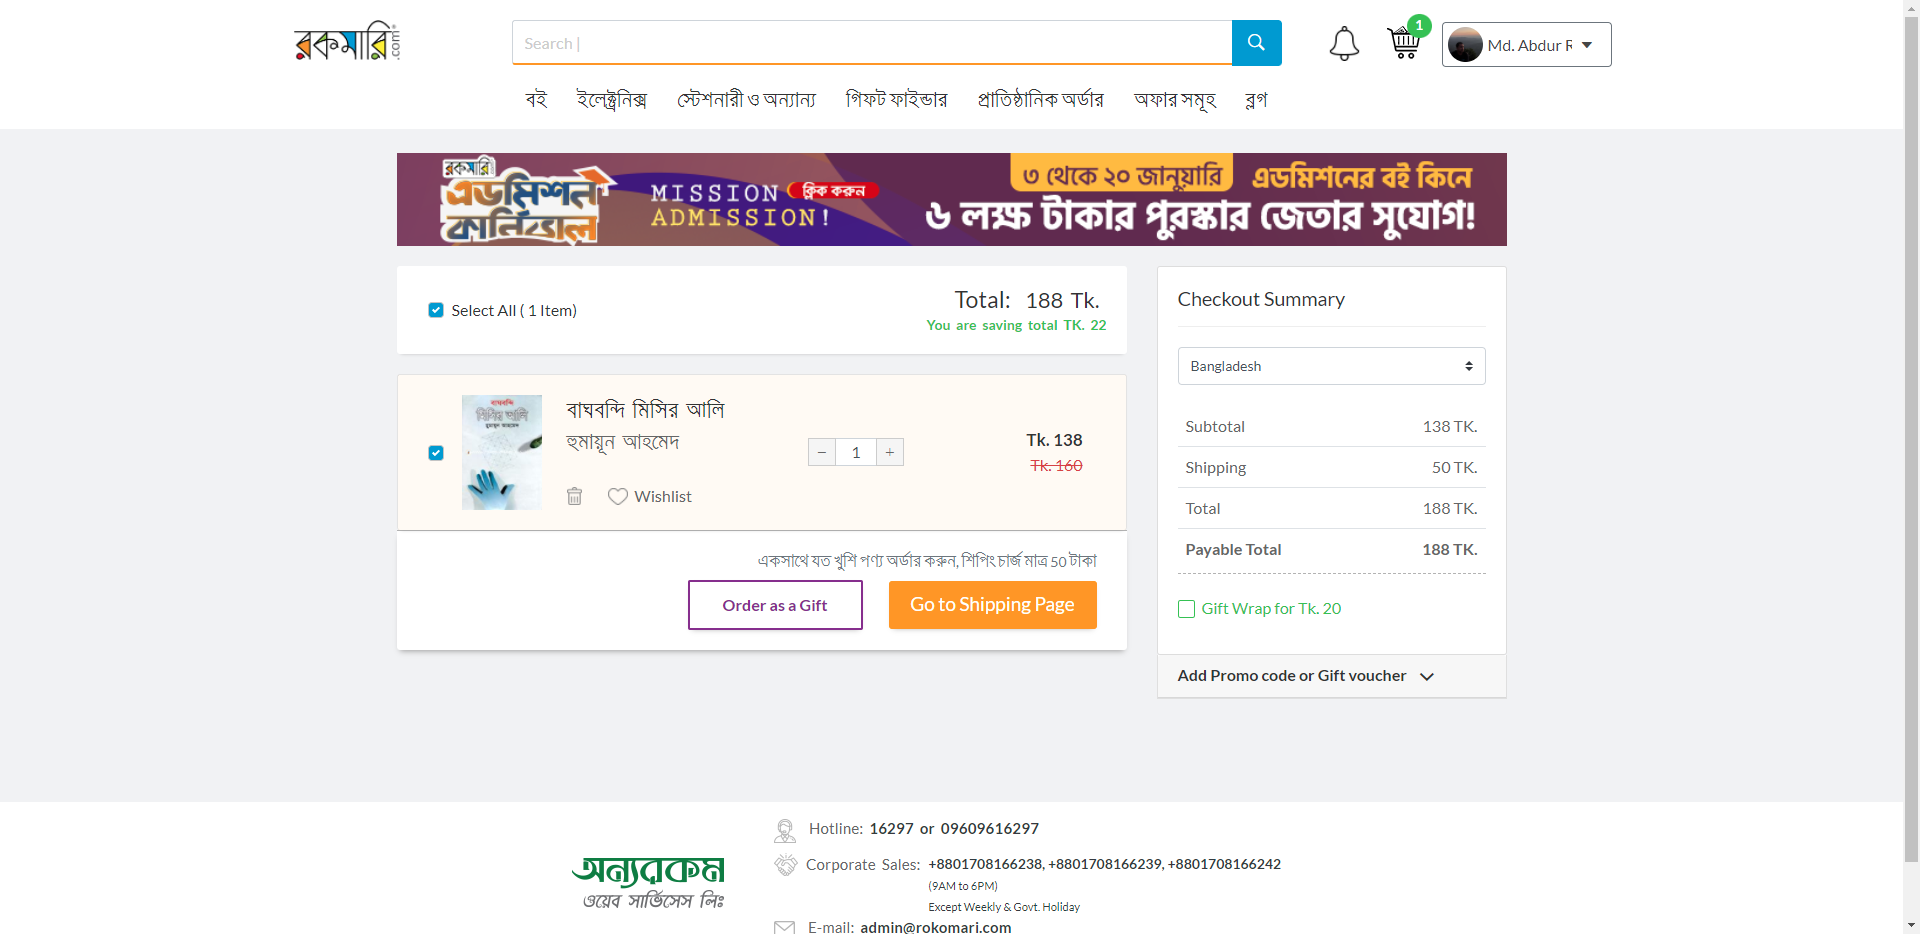 রকমারি.com
Search |
1
Md. Abdur R
বই ইলেক্ট্রনিক্স স্টেশনারী ও অন্যান্য গিফট ফাইন্ডার প্রাতিষ্ঠানিক অর্ডার অফার সমূহ ব্লগ
রকমারি
এডমিশন
কার্নিভাল
MISSION ক্লিক করুন
ADMISSION!
৩ থেকে ২০ জানুয়ারি এডমিশনের বই কিনে
৬ লক্ষ টাকার পুরস্কার জেতার সুযোগ!
Select All ( 1 Item)
Total: 188 Tk.
You are saving total TK. 22
বাঘবন্দি
মিসির আলি
হুমায়ূন আহমেদ
বাঘবন্দি মিসির আলি
হুমায়ূন আহমেদ
− 1 +
Tk. 138
Tk. 160
Wishlist
একসাথে যত খুশি পণ্য অর্ডার করুন, শিপিং চার্জ মাত্র 50 টাকা
Order as a Gift
Go to Shipping Page
Checkout Summary
Bangladesh
Subtotal 138 TK.
Shipping 50 TK.
Total 188 TK.
Payable Total 188 TK.
Gift Wrap for Tk. 20
Add Promo code or Gift voucher
অন্যরকম
ওয়েব সার্ভিসেস লিঃ
Hotline: 16297 or 09609616297
Corporate Sales: +8801708166238, +8801708166239, +8801708166242
(9AM to 6PM)
Except Weekly & Govt. Holiday
E-mail: admin@rokomari.com